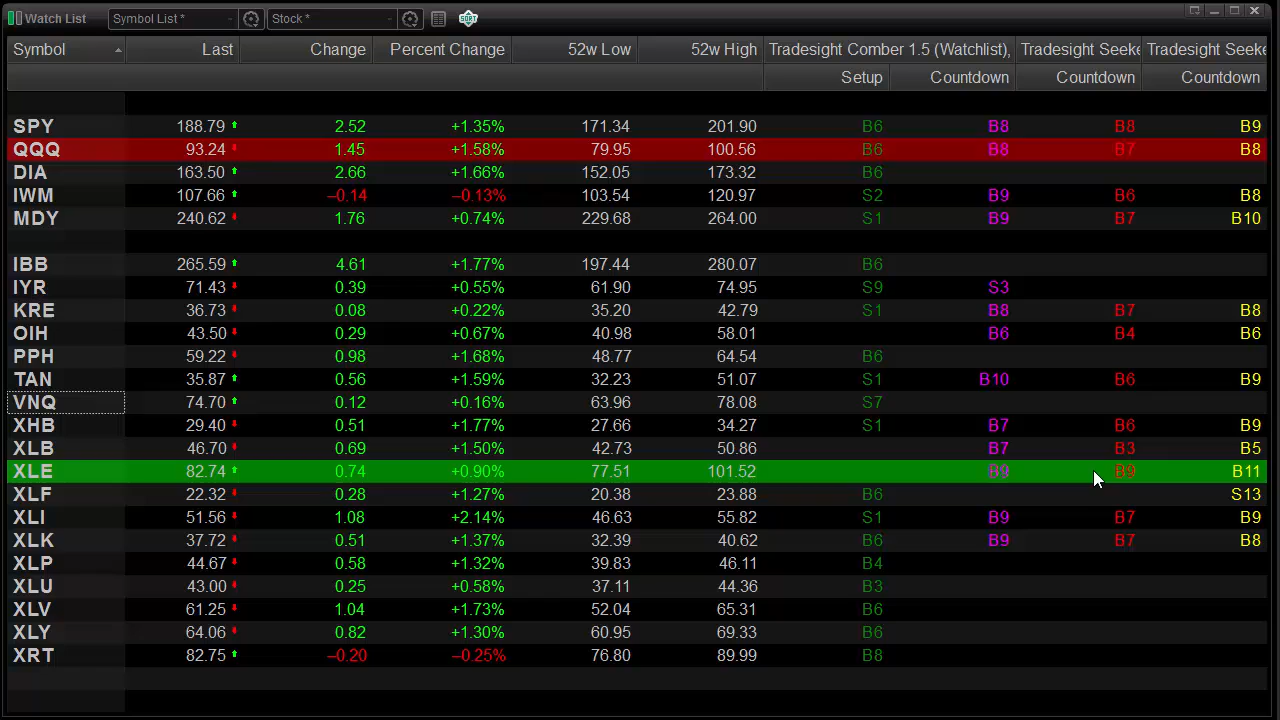 Watch List Symbol List * Stock * SORT
Symbol Last Change Percent Change 52w Low 52w High Tradesight Comber 1.5 (Watchlist), Tradesight Seeke Tradesight Seeke
Setup Countdown Countdown Countdown
SPY 188.79 2.52 +1.35% 171.34 201.90 B6 B8 B8 B9
QQQ 93.24 1.45 +1.58% 79.95 100.56 B6 B8 B7 B8
DIA 163.50 2.66 +1.66% 152.05 173.32 B6
IWM 107.66 –0.14 –0.13% 103.54 120.97 S2 B9 B6 B8
MDY 240.62 1.76 +0.74% 229.68 264.00 S1 B9 B7 B10
IBB 265.59 4.61 +1.77% 197.44 280.07 B6
IYR 71.43 0.39 +0.55% 61.90 74.95 S9 S3
KRE 36.73 0.08 +0.22% 35.20 42.79 S1 B8 B7 B8
OIH 43.50 0.29 +0.67% 40.98 58.01 B6 B4 B6
PPH 59.22 0.98 +1.68% 48.77 64.54 B6
TAN 35.87 0.56 +1.59% 32.23 51.07 S1 B10 B6 B9
VNQ 74.70 0.12 +0.16% 63.96 78.08 S7
XHB 29.40 0.51 +1.77% 27.66 34.27 S1 B7 B6 B9
XLB 46.70 0.69 +1.50% 42.73 50.86 B7 B3 B5
XLE 82.74 0.74 +0.90% 77.51 101.52 B9 B9 B11
XLF 22.32 0.28 +1.27% 20.38 23.88 B6 S13
XLI 51.56 1.08 +2.14% 46.63 55.82 S1 B9 B7 B9
XLK 37.72 0.51 +1.37% 32.39 40.62 B6 B9 B7 B8
XLP 44.67 0.58 +1.32% 39.83 46.11 B4
XLU 43.00 0.25 +0.58% 37.11 44.36 B3
XLV 61.25 1.04 +1.73% 52.04 65.31 B6
XLY 64.06 0.82 +1.30% 60.95 69.33 B6
XRT 82.75 –0.20 –0.25% 76.80 89.99 B8